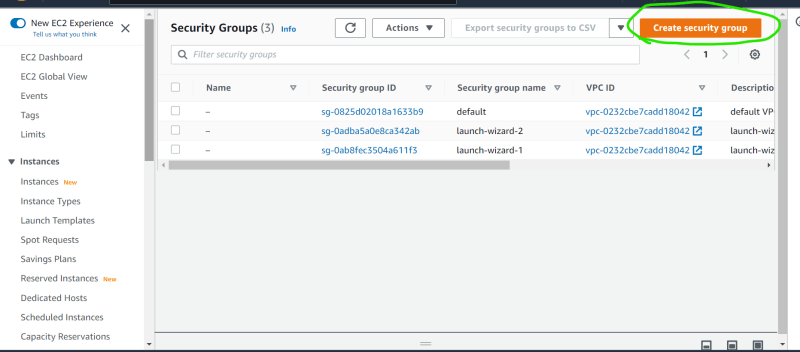 New EC2 Experience
Tell us what you think
EC2 Dashboard
EC2 Global View
Events
Tags
Limits
Instances
Instances New
Instance Types
Launch Templates
Spot Requests
Savings Plans
Reserved Instances New
Dedicated Hosts
Scheduled Instances
Capacity Reservations
Security Groups (3) Info
Actions
Export security groups to CSV
Create security group
Filter security groups
1
Name Security group ID Security group name VPC ID Descriptio
– sg-0825d02018a1633b9 default vpc-0232cbe7cadd18042 default VP
– sg-0adba5a0e8ca342ab launch-wizard-2 vpc-0232cbe7cadd18042 launch-wiz
– sg-0ab8fec3504a611f3 launch-wizard-1 vpc-0232cbe7cadd18042 launch-wiz